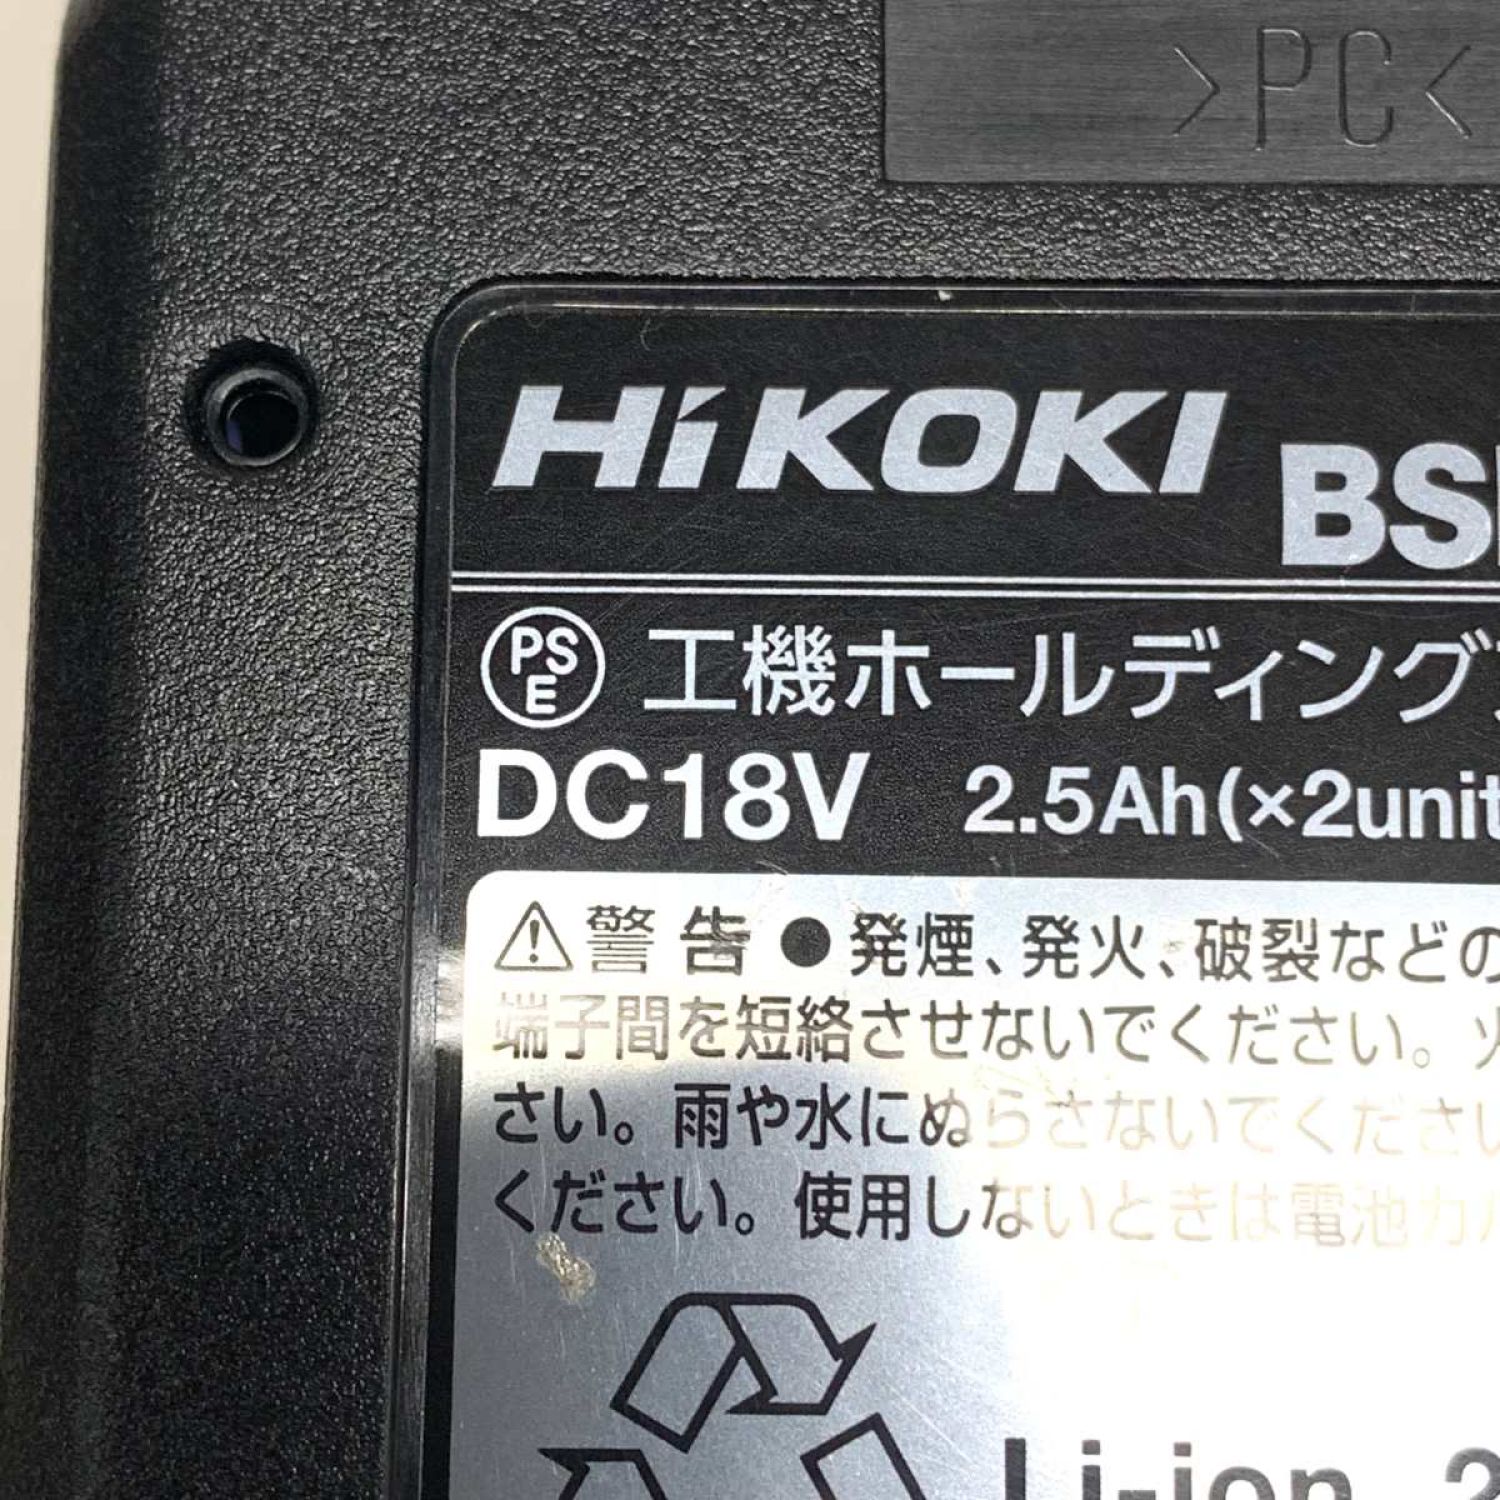 >PC<
HiKOKI BS
PSE 工機ホールディング
DC18V 2.5Ah(×2unit
⚠警告 ●発煙、発火、破裂などの
端子間を短絡させないでください。火
さい。雨や水にぬらさないでください
ください。使用しないときは電池カ
Li-ion